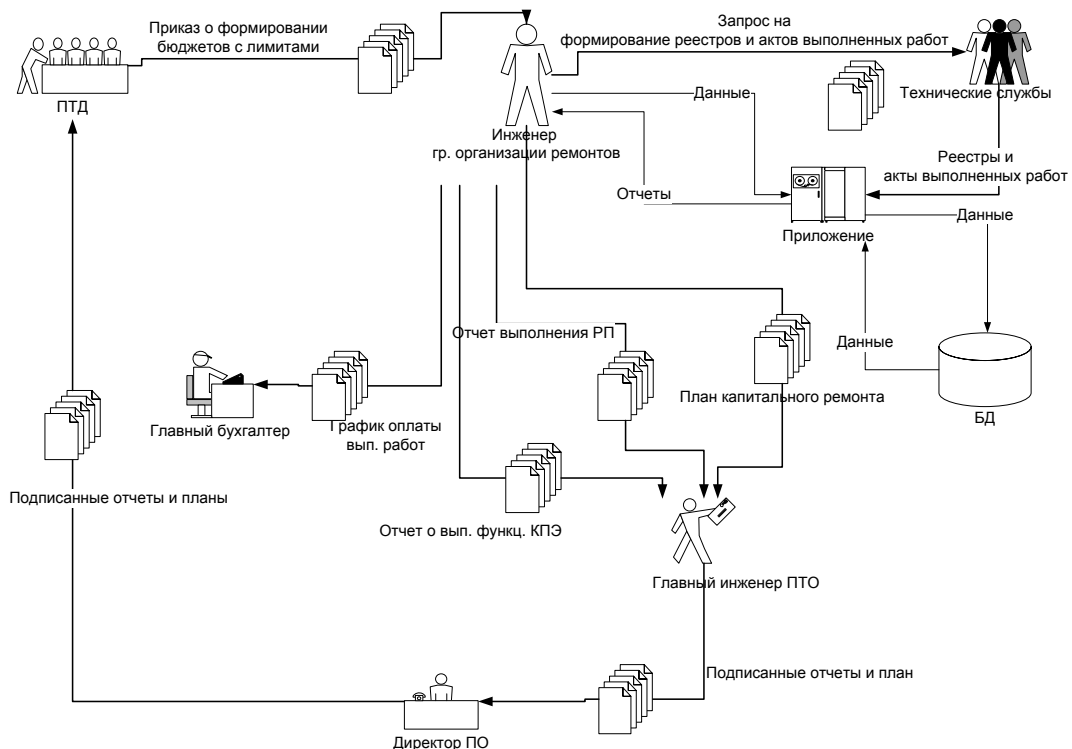 Приказ о формировании
бюджетов с лимитами
Запрос на
формирование реестров и актов выполненных работ
ПТД
Технические службы
Данные
Инженер
гр. организации ремонтов
Реестры и
акты выполненных работ
Отчеты
Данные
Приложение
Отчет выполнения РП
Данные
План капитального ремонта
БД
Главный бухгалтер
График оплаты
вып. работ
Подписанные отчеты и планы
Отчет о вып. функц. КПЭ
Главный инженер ПТО
Подписанные отчеты и план
Директор ПО